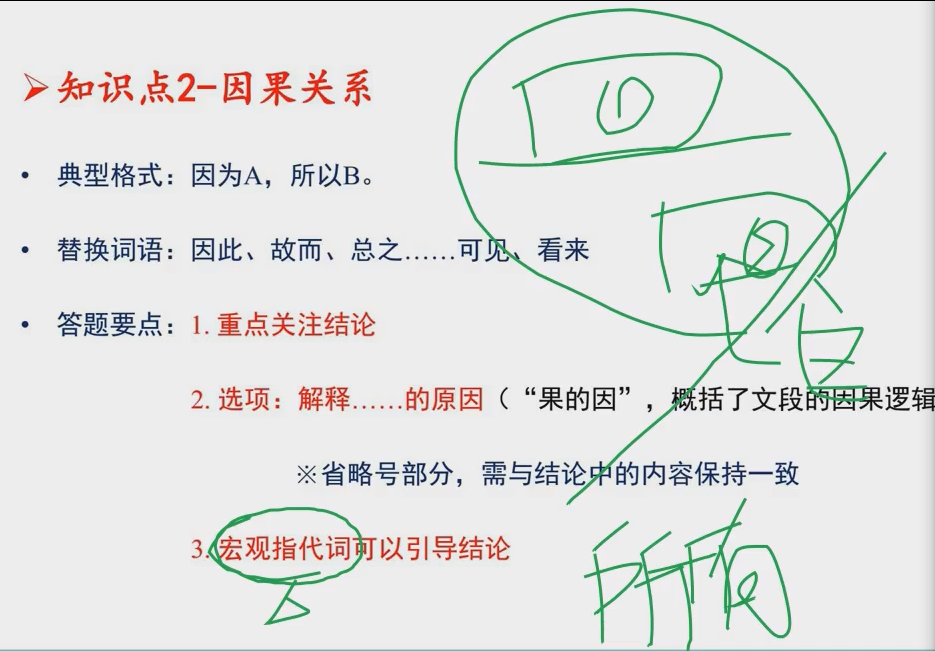 ➢知识点2-因果关系
• 典型格式：因为A，所以B。
• 替换词语：因此、故而、总之……可见、看来
• 答题要点：1. 重点关注结论
2. 选项：解释……的原因（“果的因”，概括了文段的因果逻辑
※省略号部分，需与结论中的内容保持一致
3. 宏观指代词可以引导结论
①
②
所有